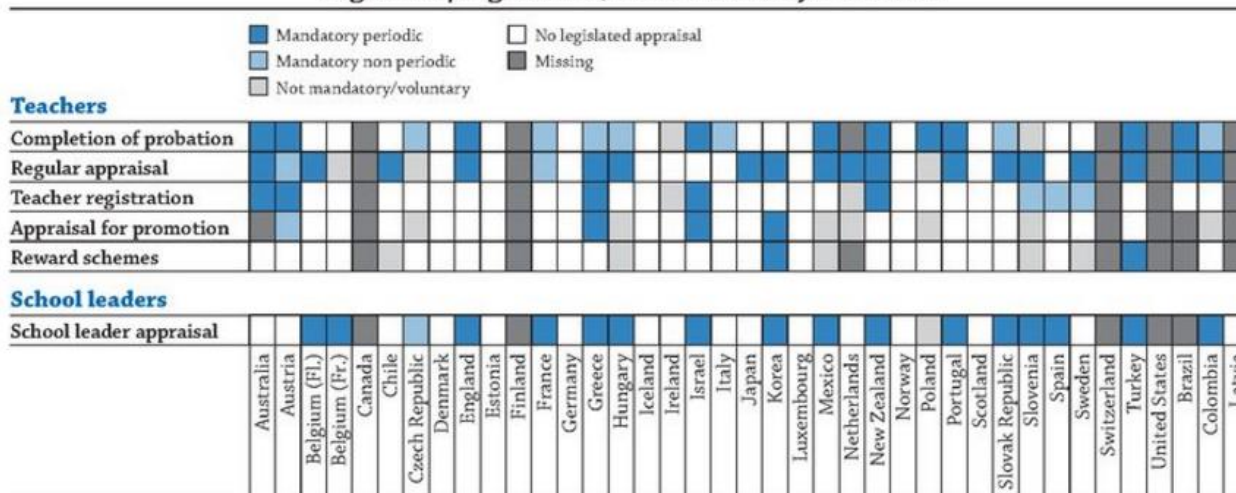 Mandatory periodic
No legislated appraisal
Mandatory non periodic
Missing
Not mandatory/voluntary
Teachers
Completion of probation
Regular appraisal
Teacher registration
Appraisal for promotion
Reward schemes
School leaders
School leader appraisal
Australia
Austria
Belgium (Fl.)
Belgium (Fr.)
Canada
Chile
Czech Republic
Denmark
England
Estonia
Finland
France
Germany
Greece
Hungary
Iceland
Ireland
Israel
Italy
Japan
Korea
Luxembourg
Mexico
Netherlands
New Zealand
Norway
Poland
Portugal
Scotland
Slovak Republic
Slovenia
Spain
Sweden
Switzerland
Turkey
United States
Brazil
Colombia